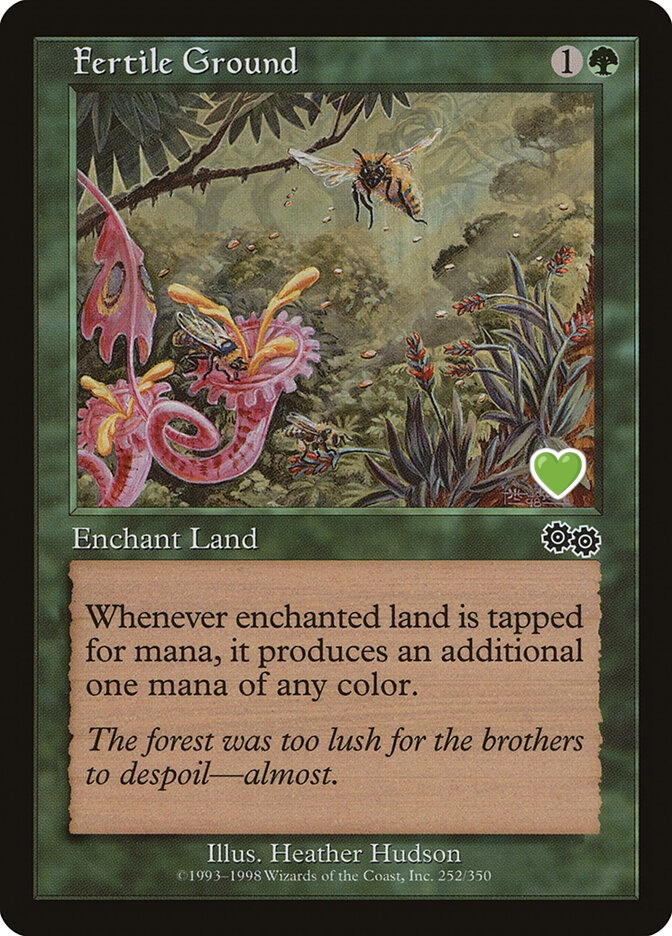 Fertile Ground 1
Enchant Land
Whenever enchanted land is tapped
for mana, it produces an additional
one mana of any color.
The forest was too lush for the brothers
to despoil—almost.
Illus. Heather Hudson
©1993–1998 Wizards of the Coast, Inc. 252/350